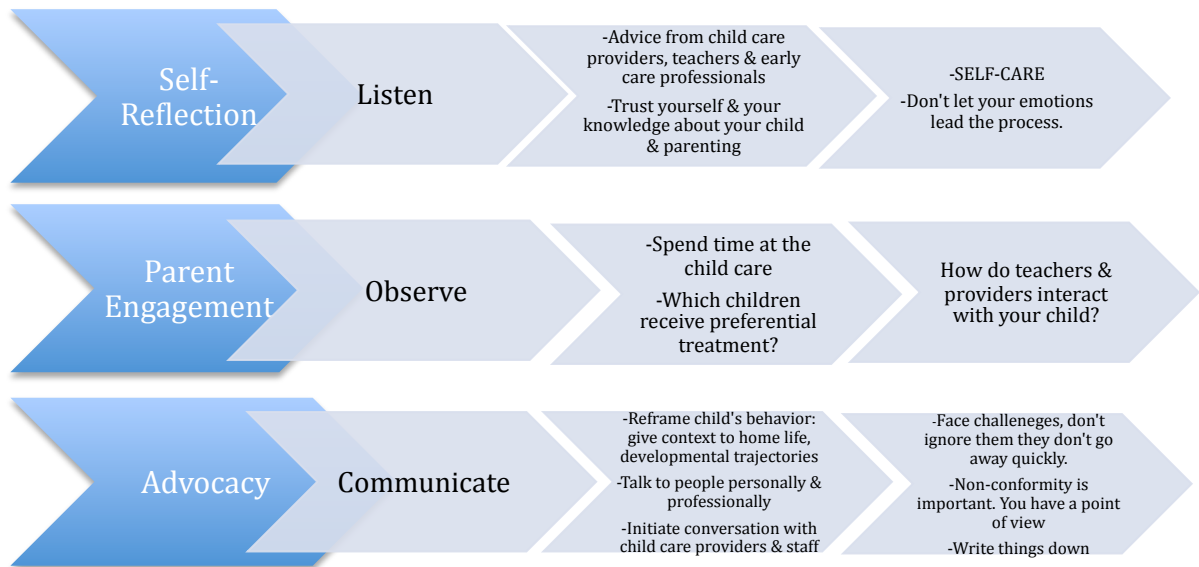 Self-
Reflection
Listen
-Advice from child care
providers, teachers & early
care professionals
-Trust yourself & your
knowledge about your child
& parenting
-SELF-CARE
-Don't let your emotions
lead the process.
Parent
Engagement
Observe
-Spend time at the
child care
-Which children
receive preferential
treatment?
How do teachers &
providers interact
with your child?
Advocacy
Communicate
-Reframe child's behavior:
give context to home life,
developmental trajectories
-Talk to people personally &
professionally
-Initiate conversation with
child care providers & staff
-Face challeneges, don't
ignore them they don't go
away quickly.
-Non-conformity is
important. You have a point
of view
-Write things down